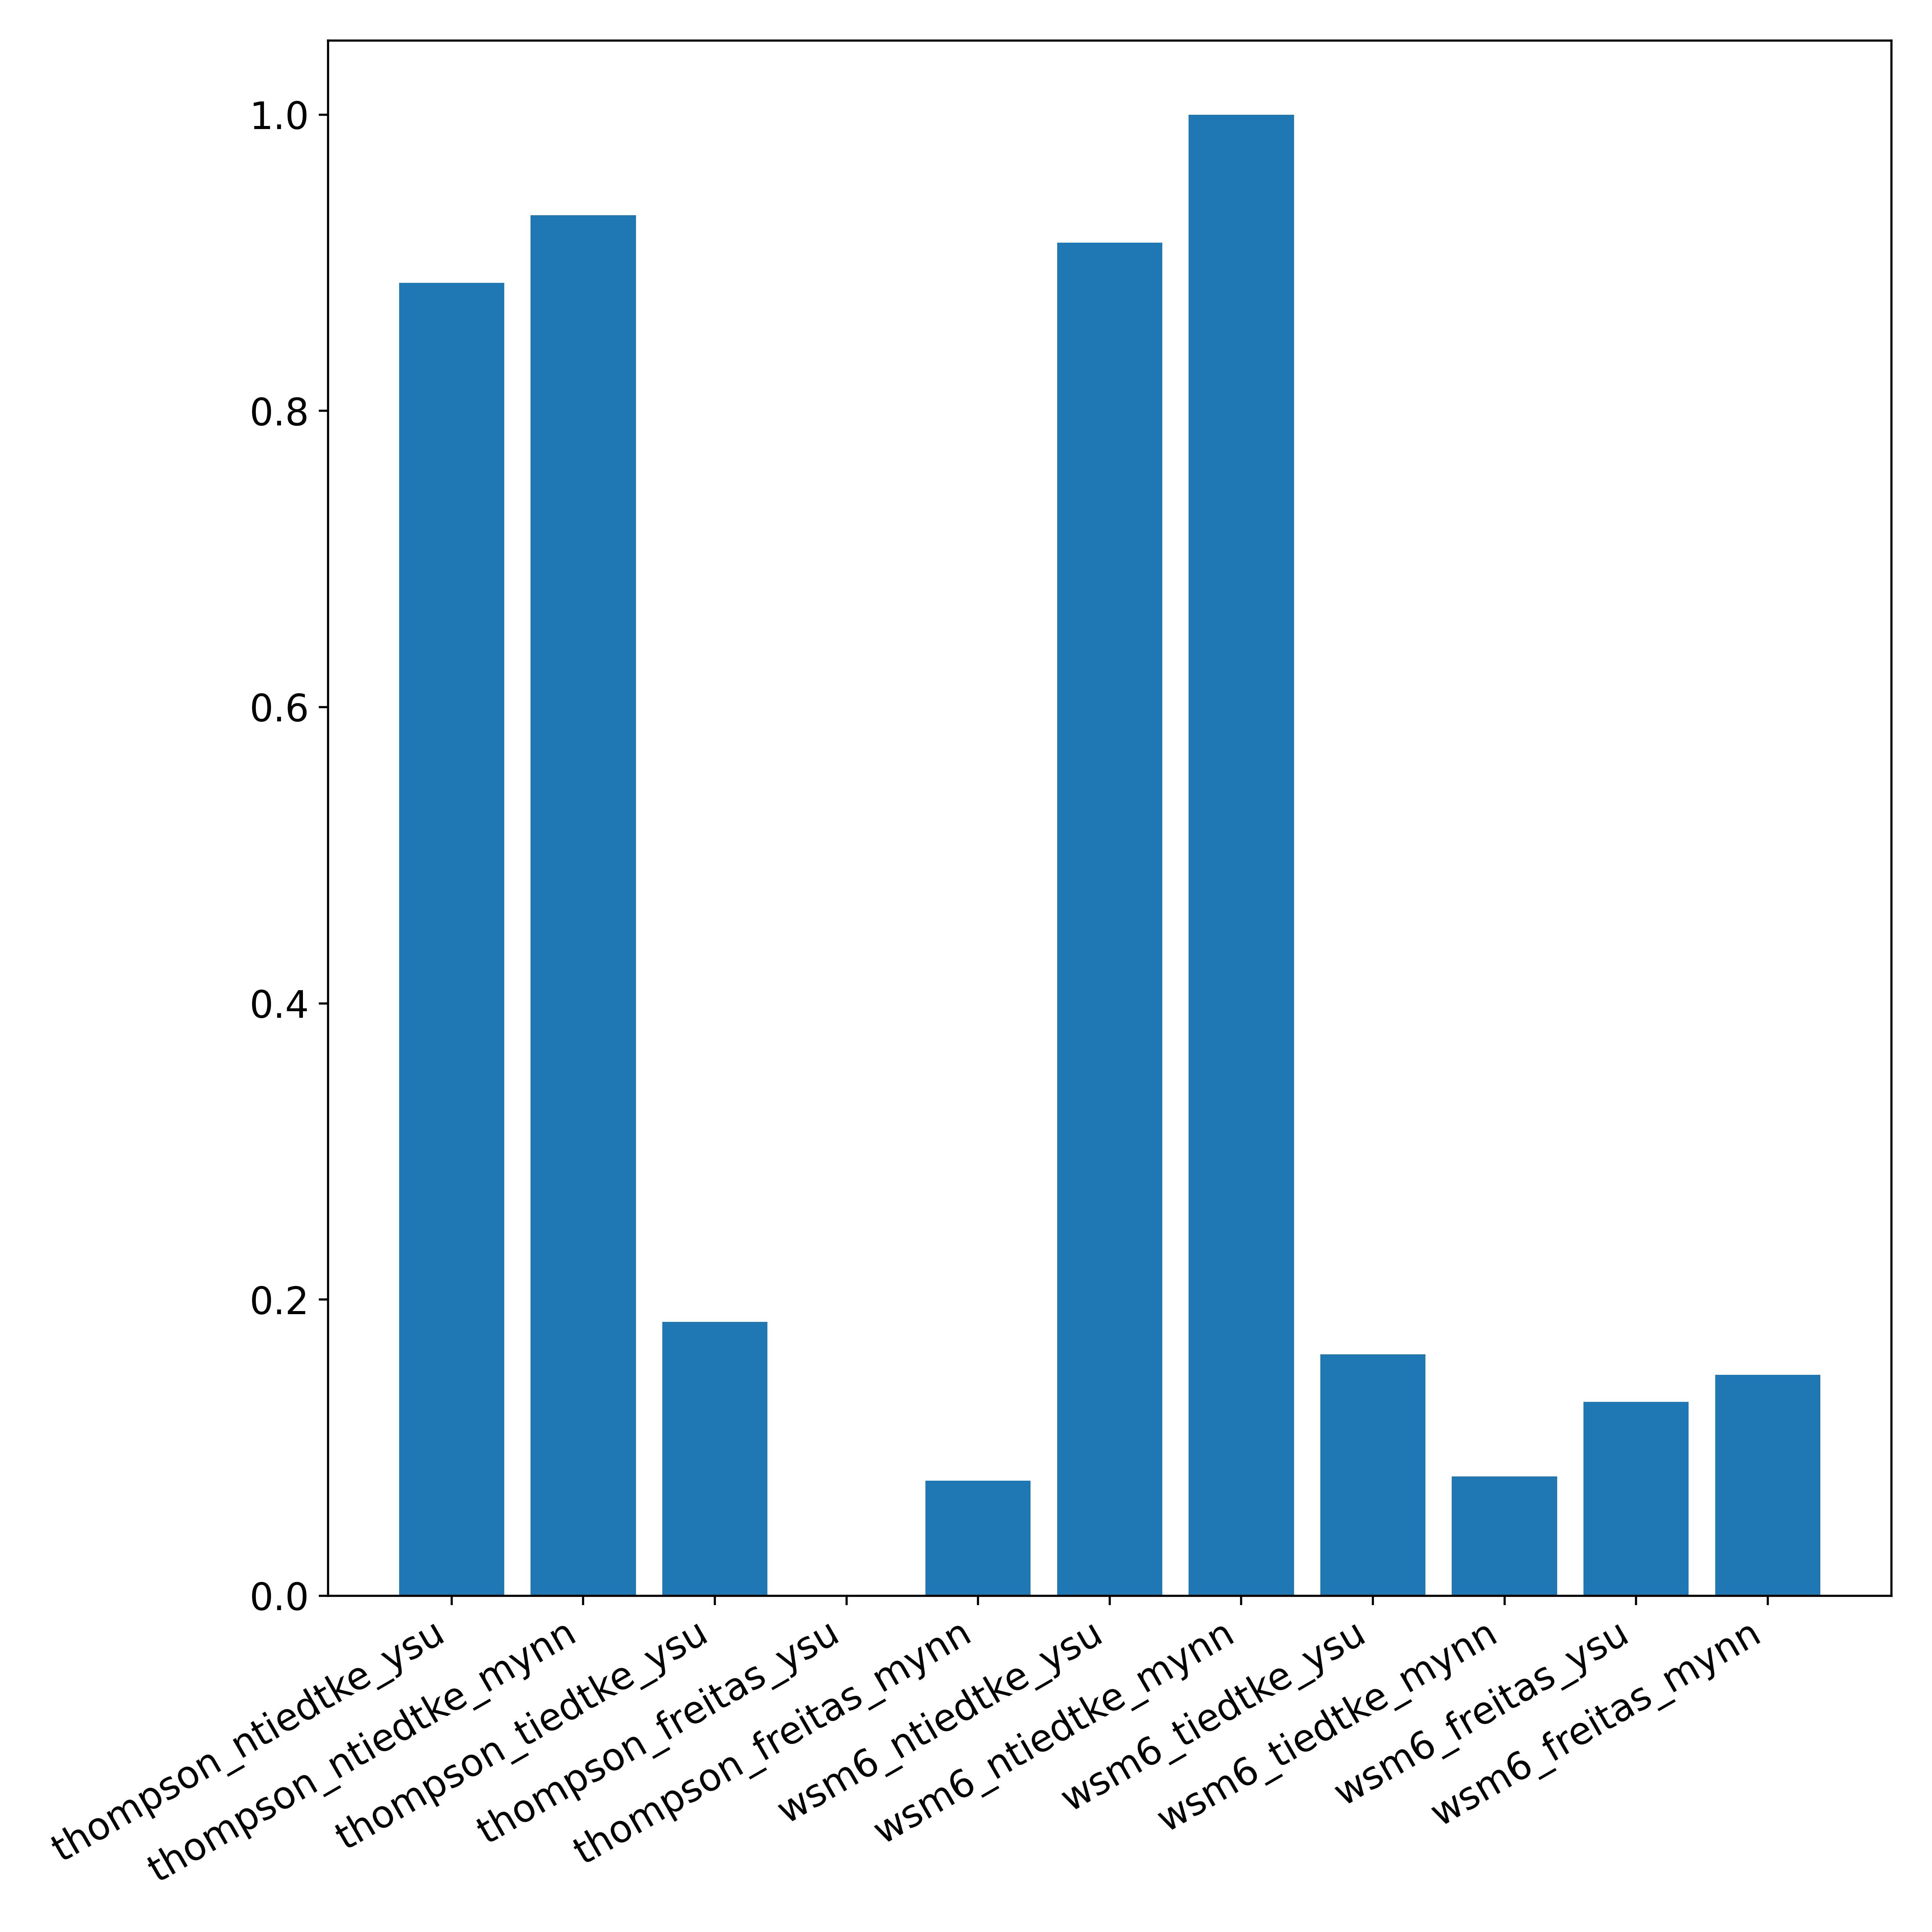 1.0
0.8
0.6
0.4
0.2
0.0
thompson_ntiedtke_ysu
thompson_ntiedtke_mynn
thompson_tiedtke_ysu
thompson_freitas_ysu
thompson_freitas_mynn
wsm6_ntiedtke_ysu
wsm6_ntiedtke_mynn
wsm6_tiedtke_ysu
wsm6_tiedtke_mynn
wsm6_freitas_ysu
wsm6_freitas_mynn